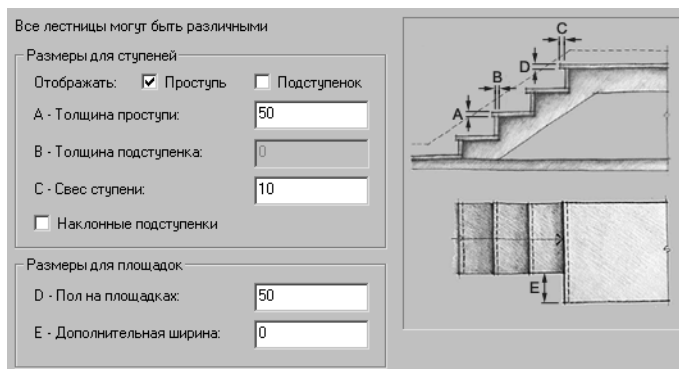 Все лестницы могут быть различными
Размеры для ступеней
Отображать: Проступь Подступенок
A - Толщина проступи: 50
B - Толщина подступенка: 0
C - Свес ступени: 10
Наклонные подступенки
Размеры для площадок
D - Пол на площадках: 50
E - Дополнительная ширина: 0
C
D
B
A
E